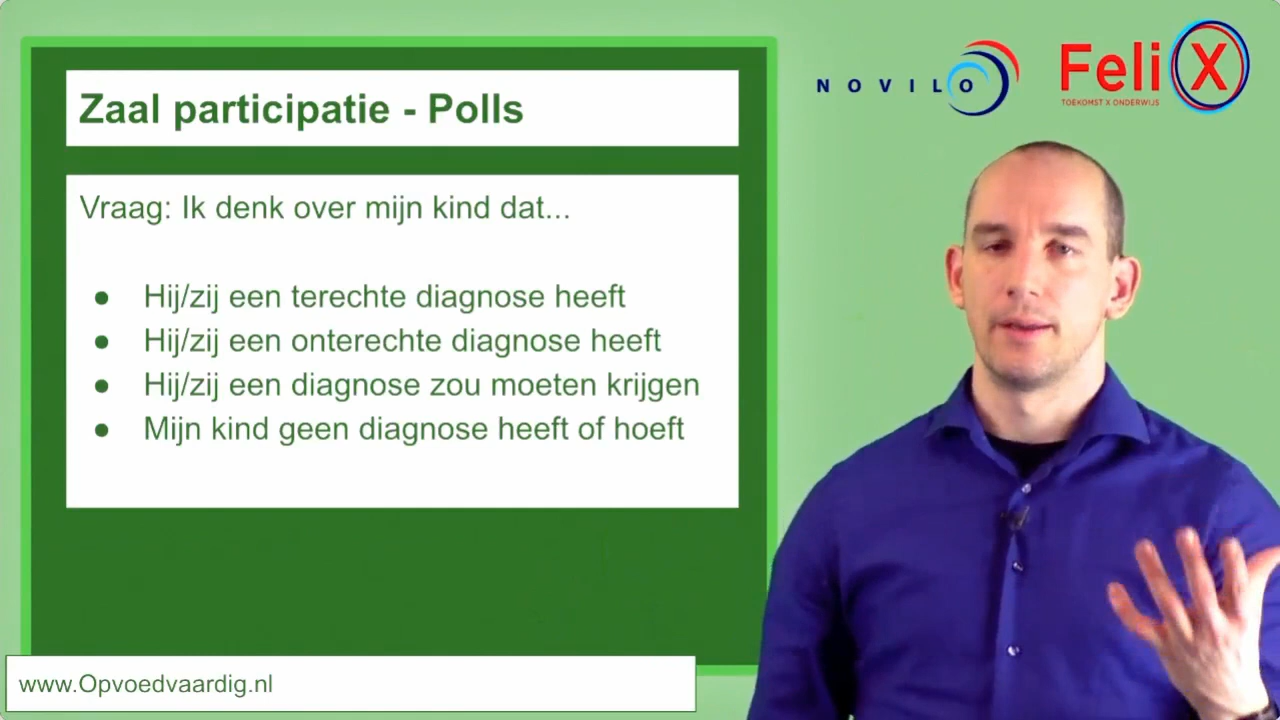 NOVILO
FeliX
TOEKOMST X ONDERWIJS
Zaal participatie - Polls
Vraag: Ik denk over mijn kind dat...
● Hij/zij een terechte diagnose heeft
● Hij/zij een onterechte diagnose heeft
● Hij/zij een diagnose zou moeten krijgen
● Mijn kind geen diagnose heeft of hoeft
www.Opvoedvaardig.nl